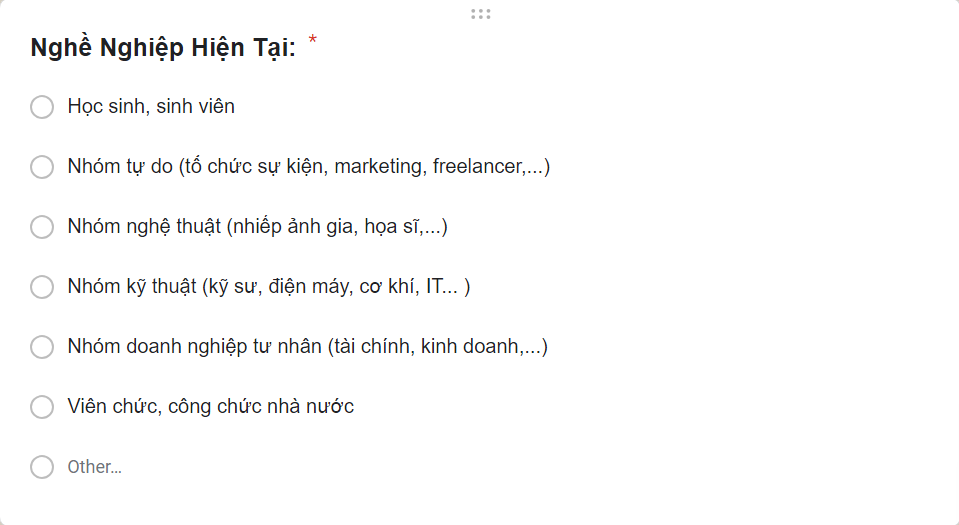 Nghề Nghiệp Hiện Tại: *
Học sinh, sinh viên
Nhóm tự do (tổ chức sự kiện, marketing, freelancer,...)
Nhóm nghệ thuật (nhiếp ảnh gia, họa sĩ,...)
Nhóm kỹ thuật (kỹ sư, điện máy, cơ khí, IT... )
Nhóm doanh nghiệp tư nhân (tài chính, kinh doanh,...)
Viên chức, công chức nhà nước
Other...